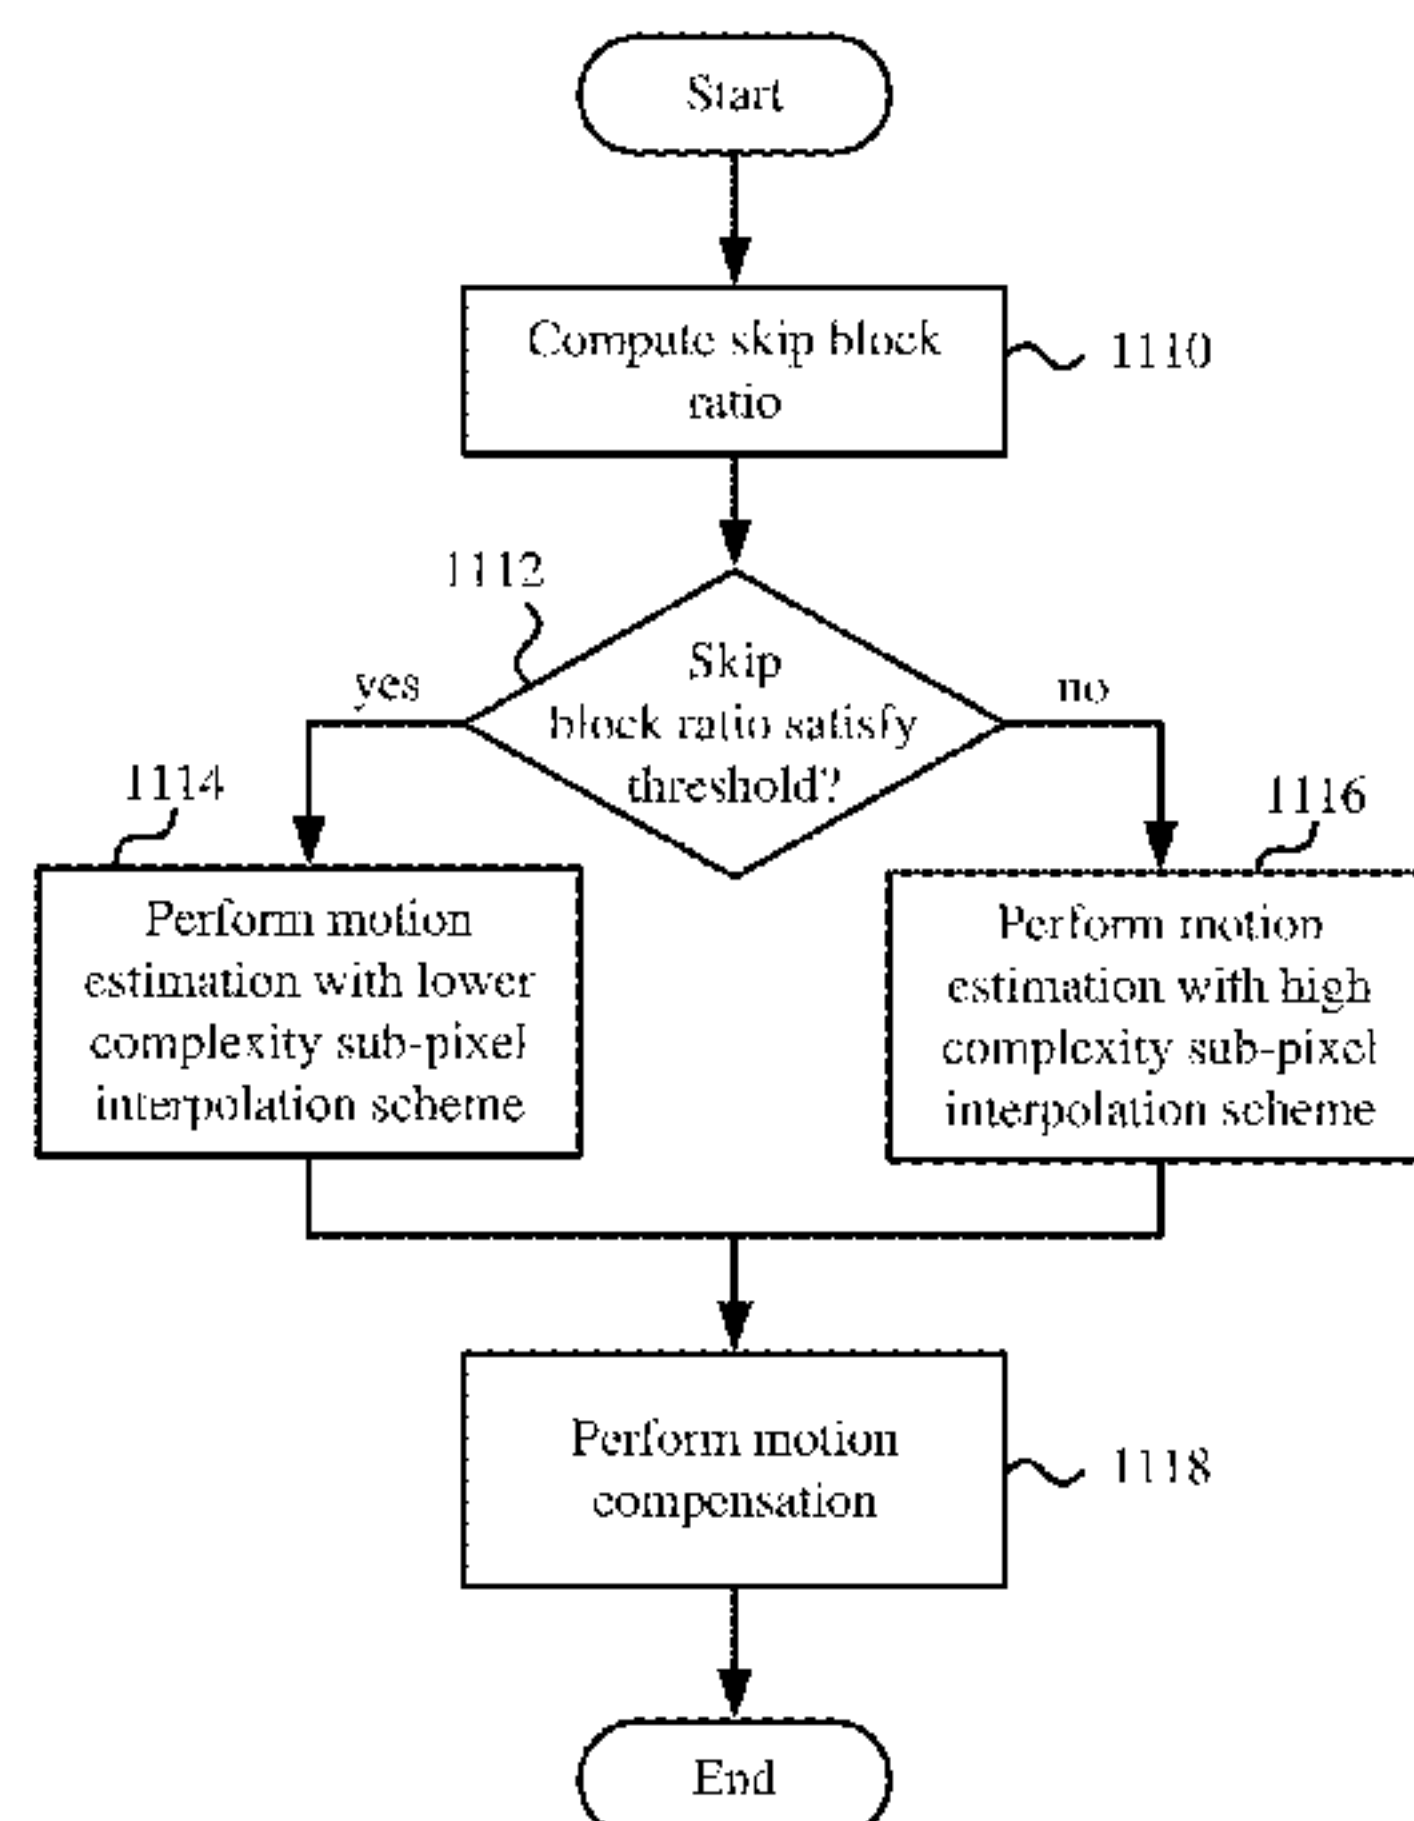 Start
Compute skip block
ratio
1110
1112
Skip
block ratio satisfy
threshold?
yes
no
1114
Perform motion
estimation with lower
complexity sub-pixel
interpolation scheme
1116
Perform motion
estimation with high
complexity sub-pixel
interpolation scheme
Perform motion
compensation
1118
End